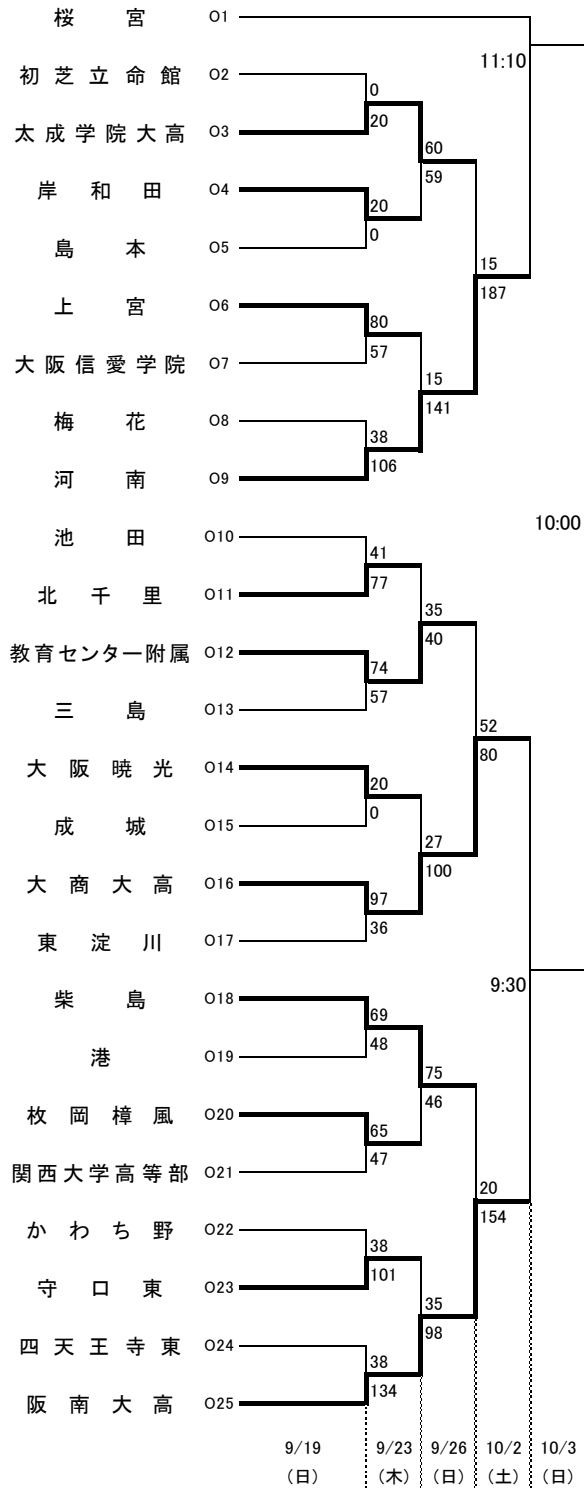 桜宮 O1
11:10
初芝立命館 O2
0
太成学院大高 O3
20
60
59
岸和田 O4
20
島本 O5
0
15
187
上宮 O6
80
大阪信愛学院 O7
57
15
141
梅花 O8
38
河南 O9
106
10:00
池田 O10
41
北千里 O11
77
35
40
教育センター附属 O12
74
三島 O13
57
52
80
大阪暁光 O14
20
成城 O15
0
27
100
大商大高 O16
97
東淀川 O17
36
9:30
柴島 O18
69
港 O19
48
75
46
枚岡樟風 O20
65
関西大学高等部 O21
47
20
154
かわち野 O22
38
守口東 O23
101
35
98
四天王寺東 O24
38
阪南大高 O25
134
9/19 9/23 9/26 10/2 10/3
（日） （木） （日） （土） （日）